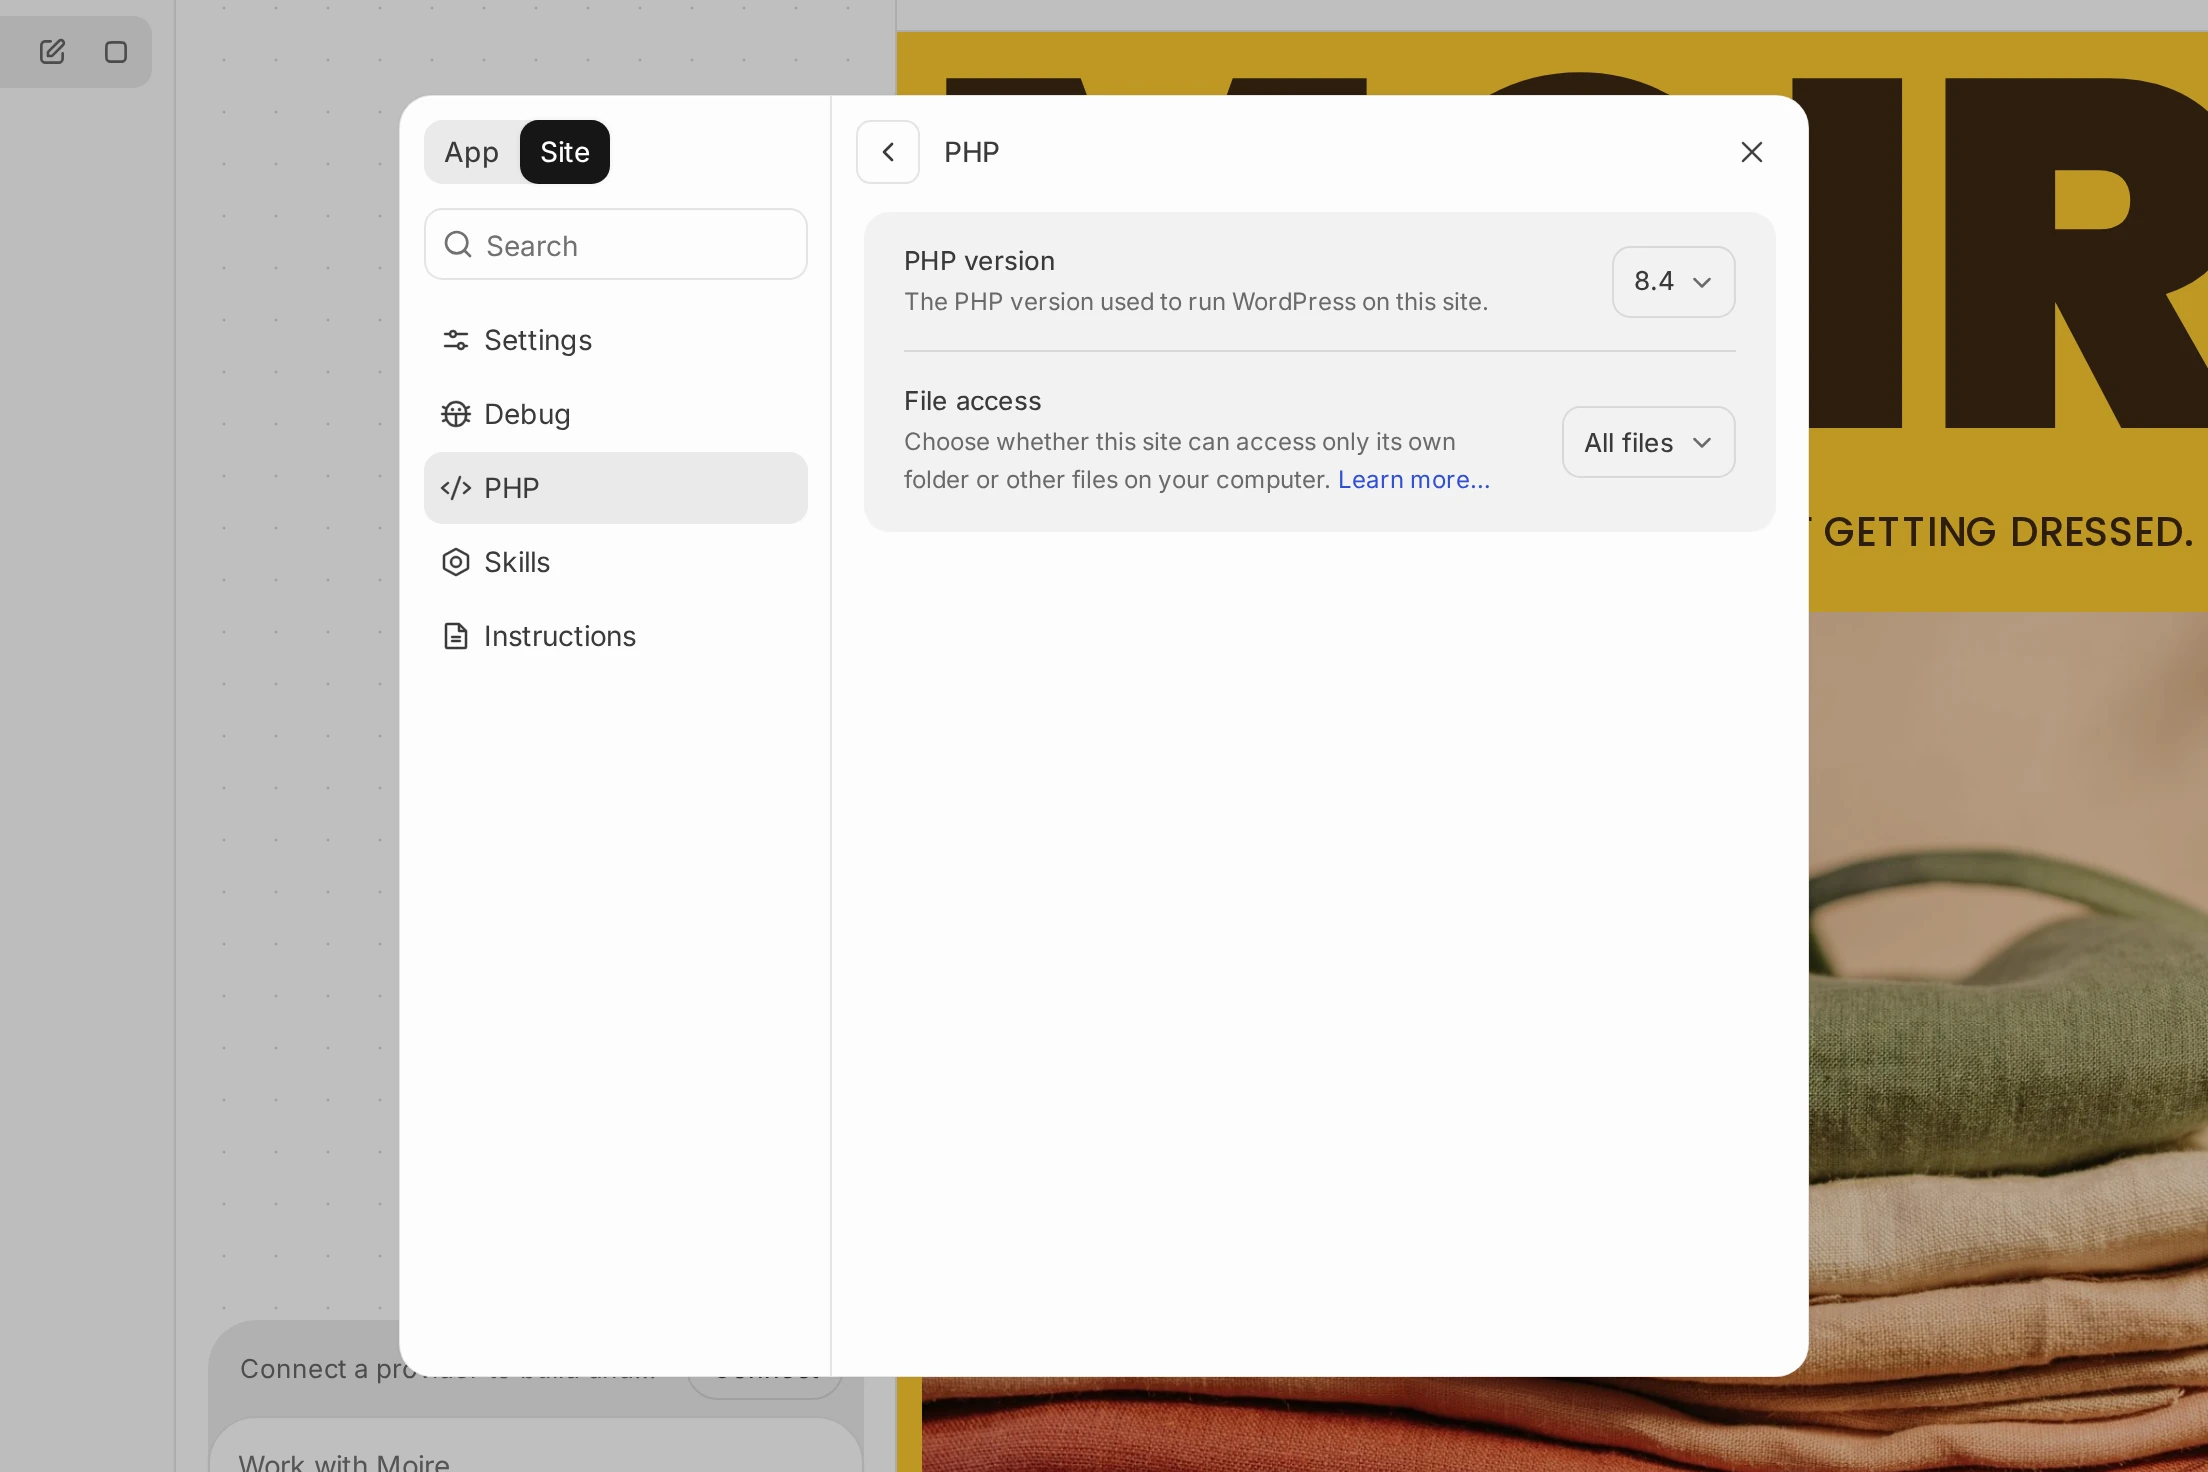 App
Site
Search
Settings
Debug
PHP
Skills
Instructions
PHP
PHP version
The PHP version used to run WordPress on this site.
8.4
File access
Choose whether this site can access only its own
folder or other files on your computer. Learn more...
All files
GETTING DRESSED.
Connect a
Work with Moire